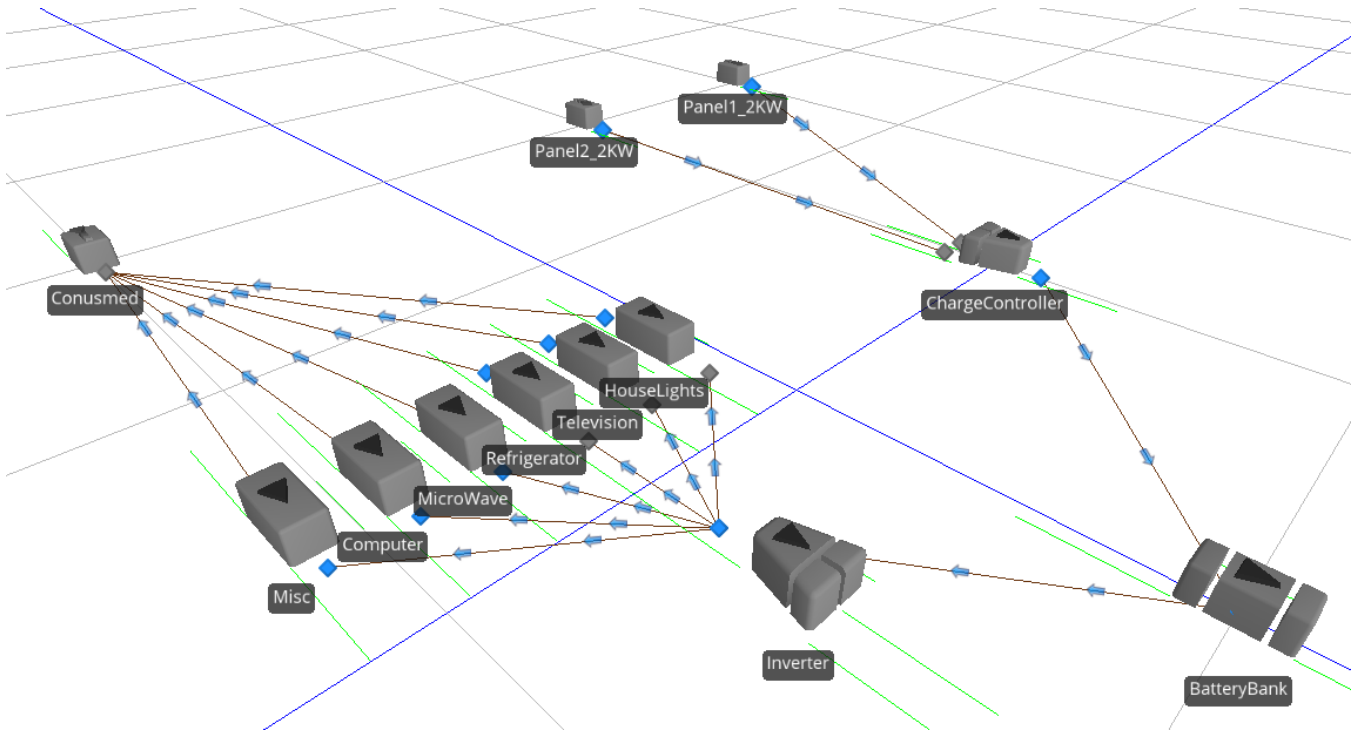 Panel1_2KW
Panel2_2KW
Conusmed
ChargeController
HouseLights
Television
Refrigerator
MicroWave
Computer
Misc
Inverter
BatteryBank